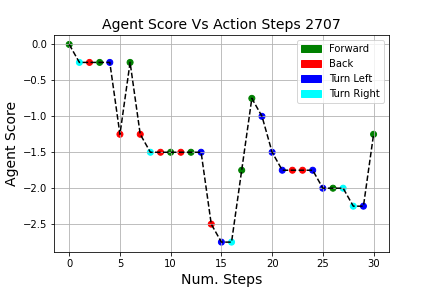 Agent Score Vs Action Steps 2707
0.0
−0.5
−1.0
−1.5
−2.0
−2.5
Agent Score
Forward
Back
Turn Left
Turn Right
0 5 10 15 20 25 30
Num. Steps